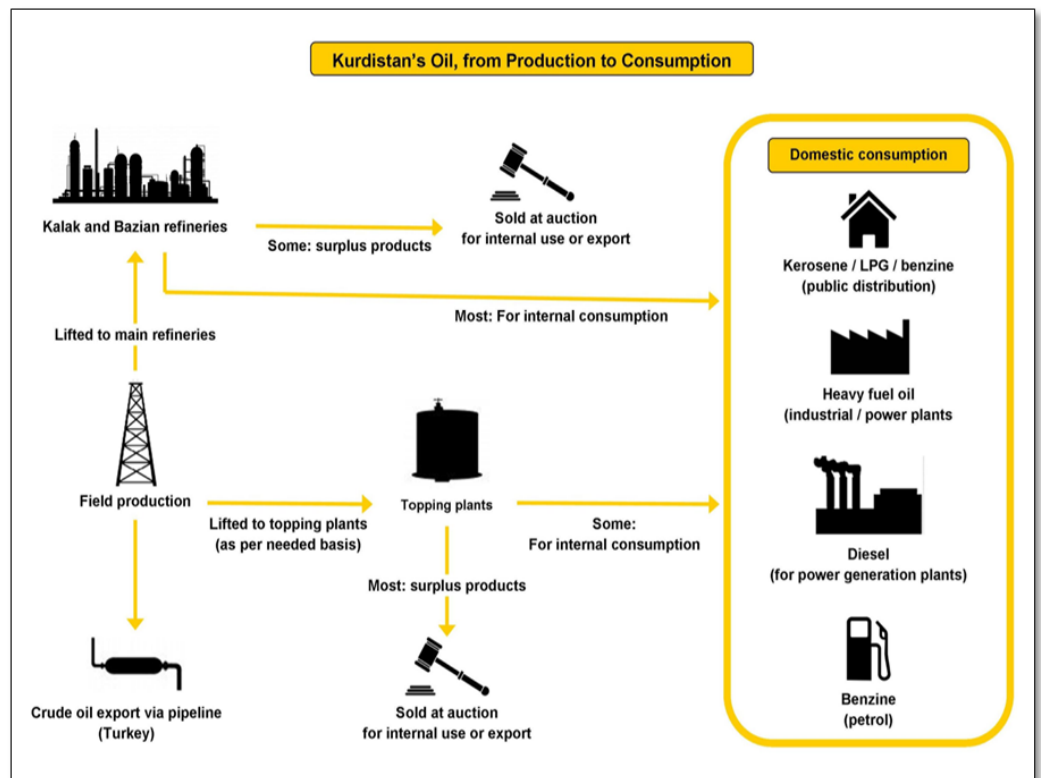 Kurdistan's Oil, from Production to Consumption
Domestic consumption
Kalak and Bazian refineries
Some: surplus products
Sold at auction
for internal use or export
Most: For internal consumption
Kerosene / LPG / benzine
(public distribution)
Lifted to main refineries
Heavy fuel oil
(industrial / power plants
Field production
Lifted to topping plants
(as per needed basis)
Topping plants
Some:
For internal consumption
Diesel
(for power generation plants)
Most: surplus products
Crude oil export via pipeline
(Turkey)
Sold at auction
for internal use or export
Benzine
(petrol)